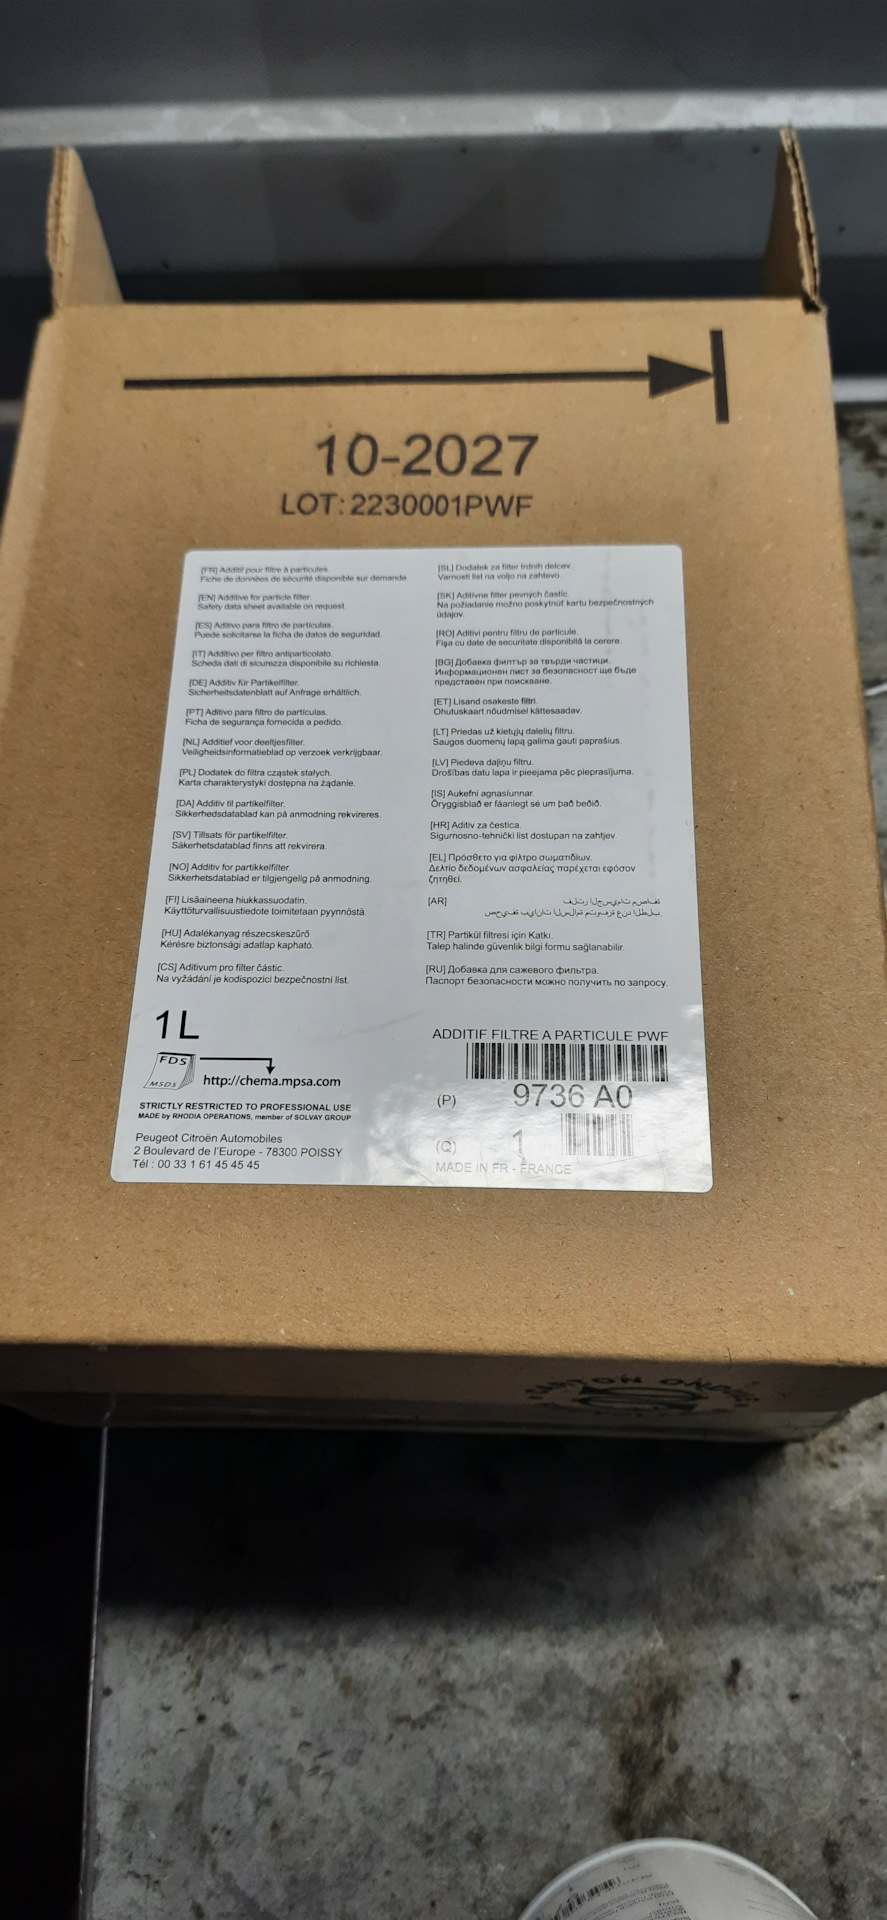 10-2027
LOT: 2230001PWF
[FR] Additif pour filtre à particules.
Fiche de données de sécurité disponible sur demande.
[EN] Additive for particle filter.
Safety data sheet available on request.
[ES] Aditivo para filtro de partículas.
Puede solicitarse la ficha de datos de seguridad.
[IT] Additivo per filtro antiparticolato.
Scheda dati di sicurezza disponibile su richiesta.
[DE] Additiv für Partikelfilter.
Sicherheitsdatenblatt auf Anfrage erhältlich.
[PT] Aditivo para filtro de partículas.
Ficha de segurança fornecida a pedido.
[NL] Additief voor deeltjesfilter.
Veiligheidsinformatieblad op verzoek verkrijgbaar.
[PL] Dodatek do filtra cząstek stałych.
Karta charakterystyki dostępna na żądanie.
[DA] Additiv til partikelfilter.
Sikkerhedsdatablad kan på anmodning rekvireres.
[SV] Tillsats för partikelfilter.
Säkerhetsdatablad finns att rekvirera.
[NO] Additiv for partikkelfilter.
Sikkerhetsdatablad er tilgjengelig på anmodning.
[FI] Lisäaineena hiukkassuodatin.
Käyttöturvallisuustiedote toimitetaan pyynnöstä.
[HU] Adalékanyag részecskeszűrő
Kérésre biztonsági adatlap kapható.
[CS] Aditivum pro filter částic.
Na vyžádání je kodispozici bezpečnostní list.
[SL] Dodatek za filter trdnih delcev.
Varnosti list na voljo na zahtevo.
[SK] Aditívne filter pevných častíc.
Na požiadanie možno poskytnúť kartu bezpečnostných
údajov.
[RO] Aditivi pentru filtru de particule.
Fişa cu date de securitate disponibilă la cerere.
[BG] Добавка филтър за твърди частици.
Информационен лист за безопасност ще бъде
представен при поискване.
[ET] Lisand osakeste filtri.
Ohutuskaart nõudmisel kättesaadav.
[LT] Priedas už kietųjų dalelių filtru.
Saugos duomenų lapą galima gauti paprašius.
[LV] Piedeva daļiņu filtru.
Drošības datu lapa ir pieejama pēc pieprasījuma.
[IS] Aukefni agnasíunnar.
Öryggisblað er fáanlegt sé um það beðið.
[HR] Aditiv za čestica.
Sigurnosno-tehnički list dostupan na zahtjev.
[EL] Πρόσθετο για φίλτρο σωματιδίων.
Δελτίο δεδομένων ασφαλείας παρέχεται εφόσον
ζητηθεί.
[AR] فلتر الجسيمات مضافة
صحيفة بيانات السلامة متوفرة عند الطلب.
[TR] Partikül filtresi için Katkı.
Talep halinde güvenlik bilgi formu sağlanabilir.
[RU] Добавка для сажевого фильтра.
Паспорт безопасности можно получить по запросу.
1L
FDS
MSDS
http://chema.mpsa.com
STRICTLY RESTRICTED TO PROFESSIONAL USE
MADE by RHODIA OPERATIONS, member of SOLVAY GROUP
Peugeot Citroën Automobiles
2 Boulevard de l'Europe - 78300 POISSY
Tél : 00 33 1 61 45 45 45
ADDITIF FILTRE A PARTICULE PWF
(P) 9736 A0
(Q) 1
MADE IN FR - FRANCE
CARTON ONDULE